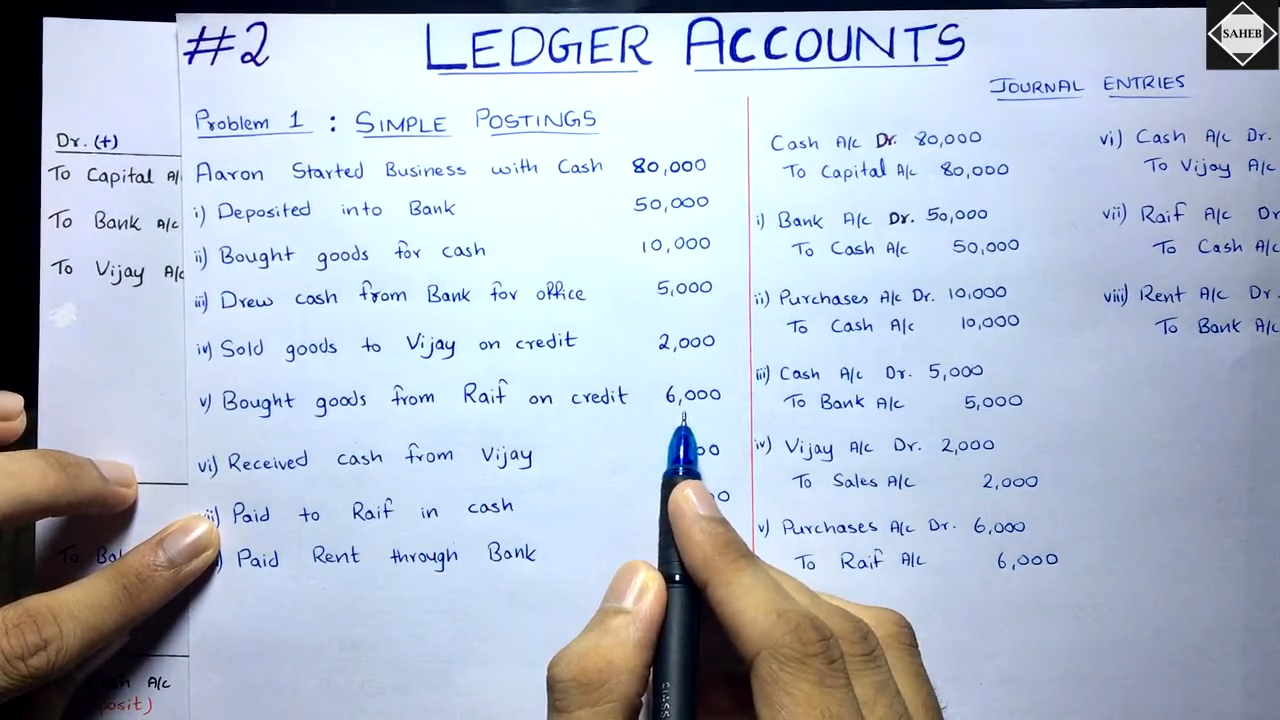 #2 LEDGER ACCOUNTS
SAHEB
JOURNAL ENTRIES
Dr. (+)
To Capital A/
To Bank A/c
To Vijay A/c
Problem 1 : SIMPLE POSTINGS
Aaron Started Business with Cash 80,000
i) Deposited into Bank 50,000
ii) Bought goods for cash 10,000
iii) Drew cash from Bank for office 5,000
iv) Sold goods to Vijay on credit 2,000
v) Bought goods from Raif on credit 6,000
vi) Received cash from Vijay
Paid to Raif in cash
Paid Rent through Bank
Cash A/c Dr. 80,000
To Capital A/c 80,000
i) Bank A/c Dr. 50,000
To Cash A/c 50,000
ii) Purchases A/c Dr. 10,000
To Cash A/c 10,000
iii) Cash A/c Dr. 5,000
To Bank A/c 5,000
iv) Vijay A/c Dr. 2,000
To Sales A/c 2,000
v) Purchases A/c Dr. 6,000
To Raif A/c 6,000
vi) Cash A/c Dr.
To Vijay A/c
vii) Raif A/c Dr
To Cash A/c
viii) Rent A/c Dr.
To Bank A/c
To
A/c